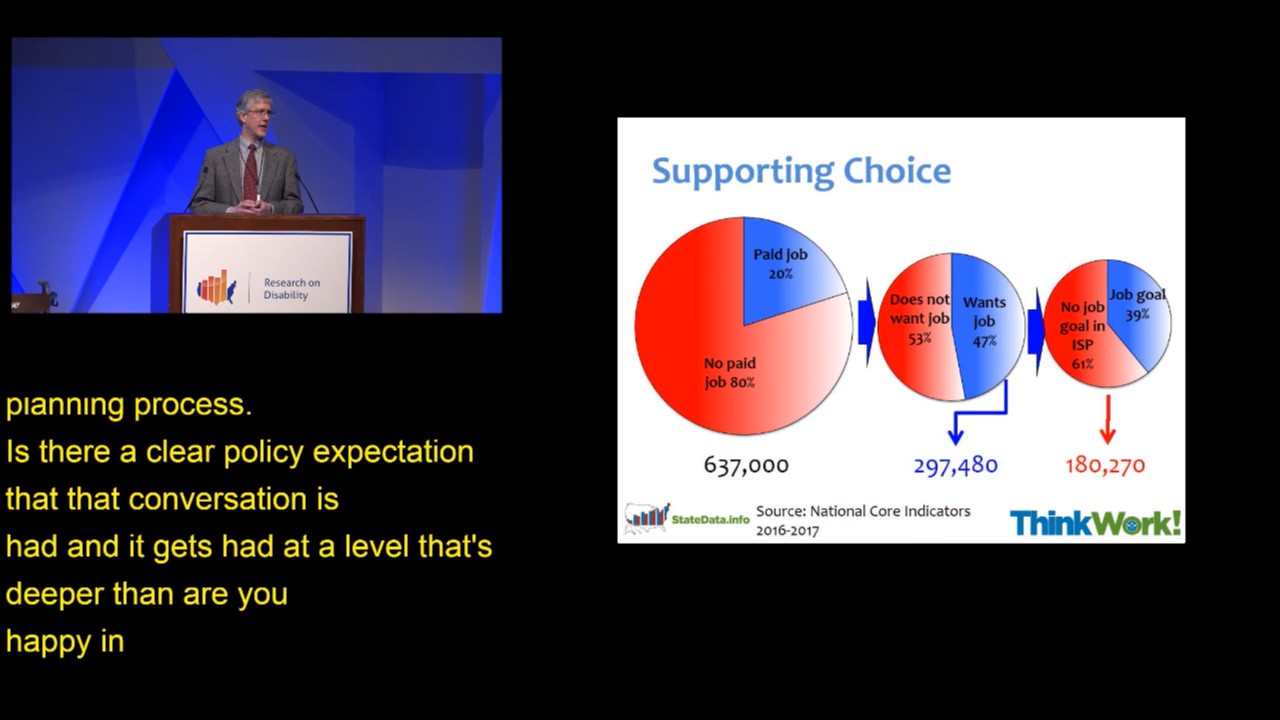 Research on
Disability
planning process.
Is there a clear policy expectation
that that conversation is
had and it gets had at a level that's
deeper than are you
happy in
Supporting Choice
Paid job
20%
No paid
job 80%
Does not
want job
53%
Wants
job
47%
No job
goal in
ISP
61%
Job goal
39%
637,000
297,480
180,270
StateData.info
Source: National Core Indicators
2016-2017
ThinkWork!